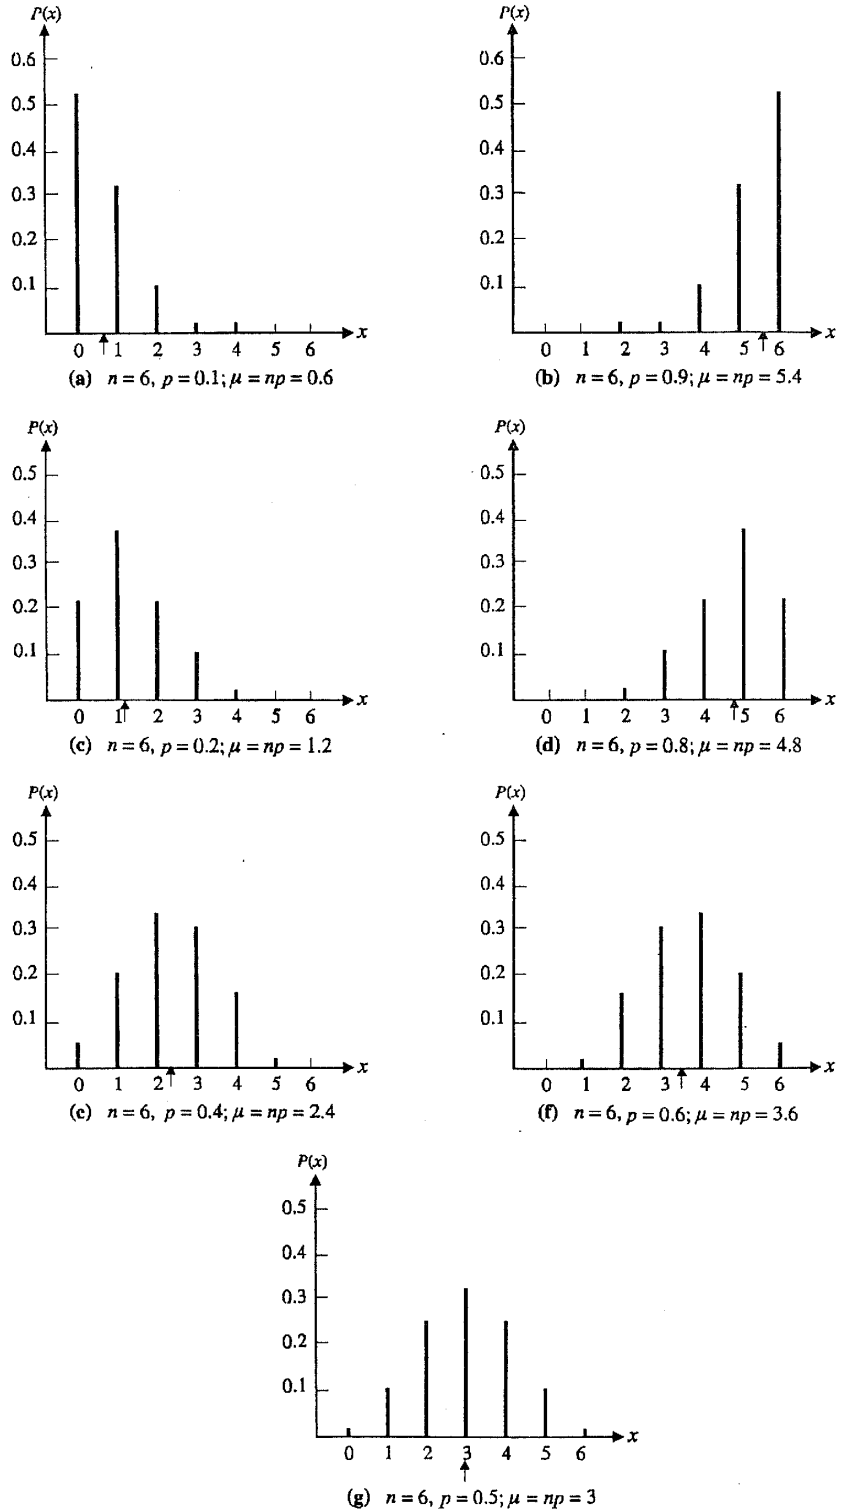 P(x)
0.6
0.5
0.4
0.3
0.2
0.1
0 1 2 3 4 5 6 x
(a) n = 6, p = 0.1; μ = np = 0.6
P(x)
0.6
0.5
0.4
0.3
0.2
0.1
0 1 2 3 4 5 6 x
(b) n = 6, p = 0.9; μ = np = 5.4
P(x)
0.5
0.4
0.3
0.2
0.1
0 1 2 3 4 5 6 x
(c) n = 6, p = 0.2; μ = np = 1.2
P(x)
0.5
0.4
0.3
0.2
0.1
0 1 2 3 4 5 6 x
(d) n = 6, p = 0.8; μ = np = 4.8
P(x)
0.5
0.4
0.3
0.2
0.1
0 1 2 3 4 5 6 x
(e) n = 6, p = 0.4; μ = np = 2.4
P(x)
0.5
0.4
0.3
0.2
0.1
0 1 2 3 4 5 6 x
(f) n = 6, p = 0.6; μ = np = 3.6
P(x)
0.5
0.4
0.3
0.2
0.1
0 1 2 3 4 5 6 x
(g) n = 6, p = 0.5; μ = np = 3